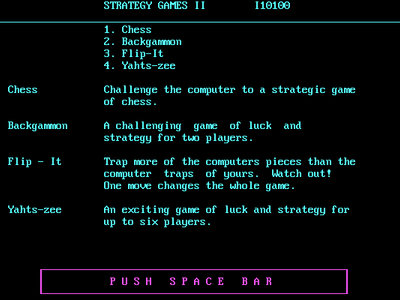 STRATEGY GAMES II I10100
1. Chess
2. Backgammon
3. Flip-It
4. Yahts-zee
Chess Challenge the computer to a strategic game
of chess.
Backgammon A challenging game of luck and
strategy for two players.
Flip - It Trap more of the computers pieces than the
computer traps of yours. Watch out!
One move changes the whole game.
Yahts-zee An exciting game of luck and strategy for
up to six players.
PUSH SPACE BAR